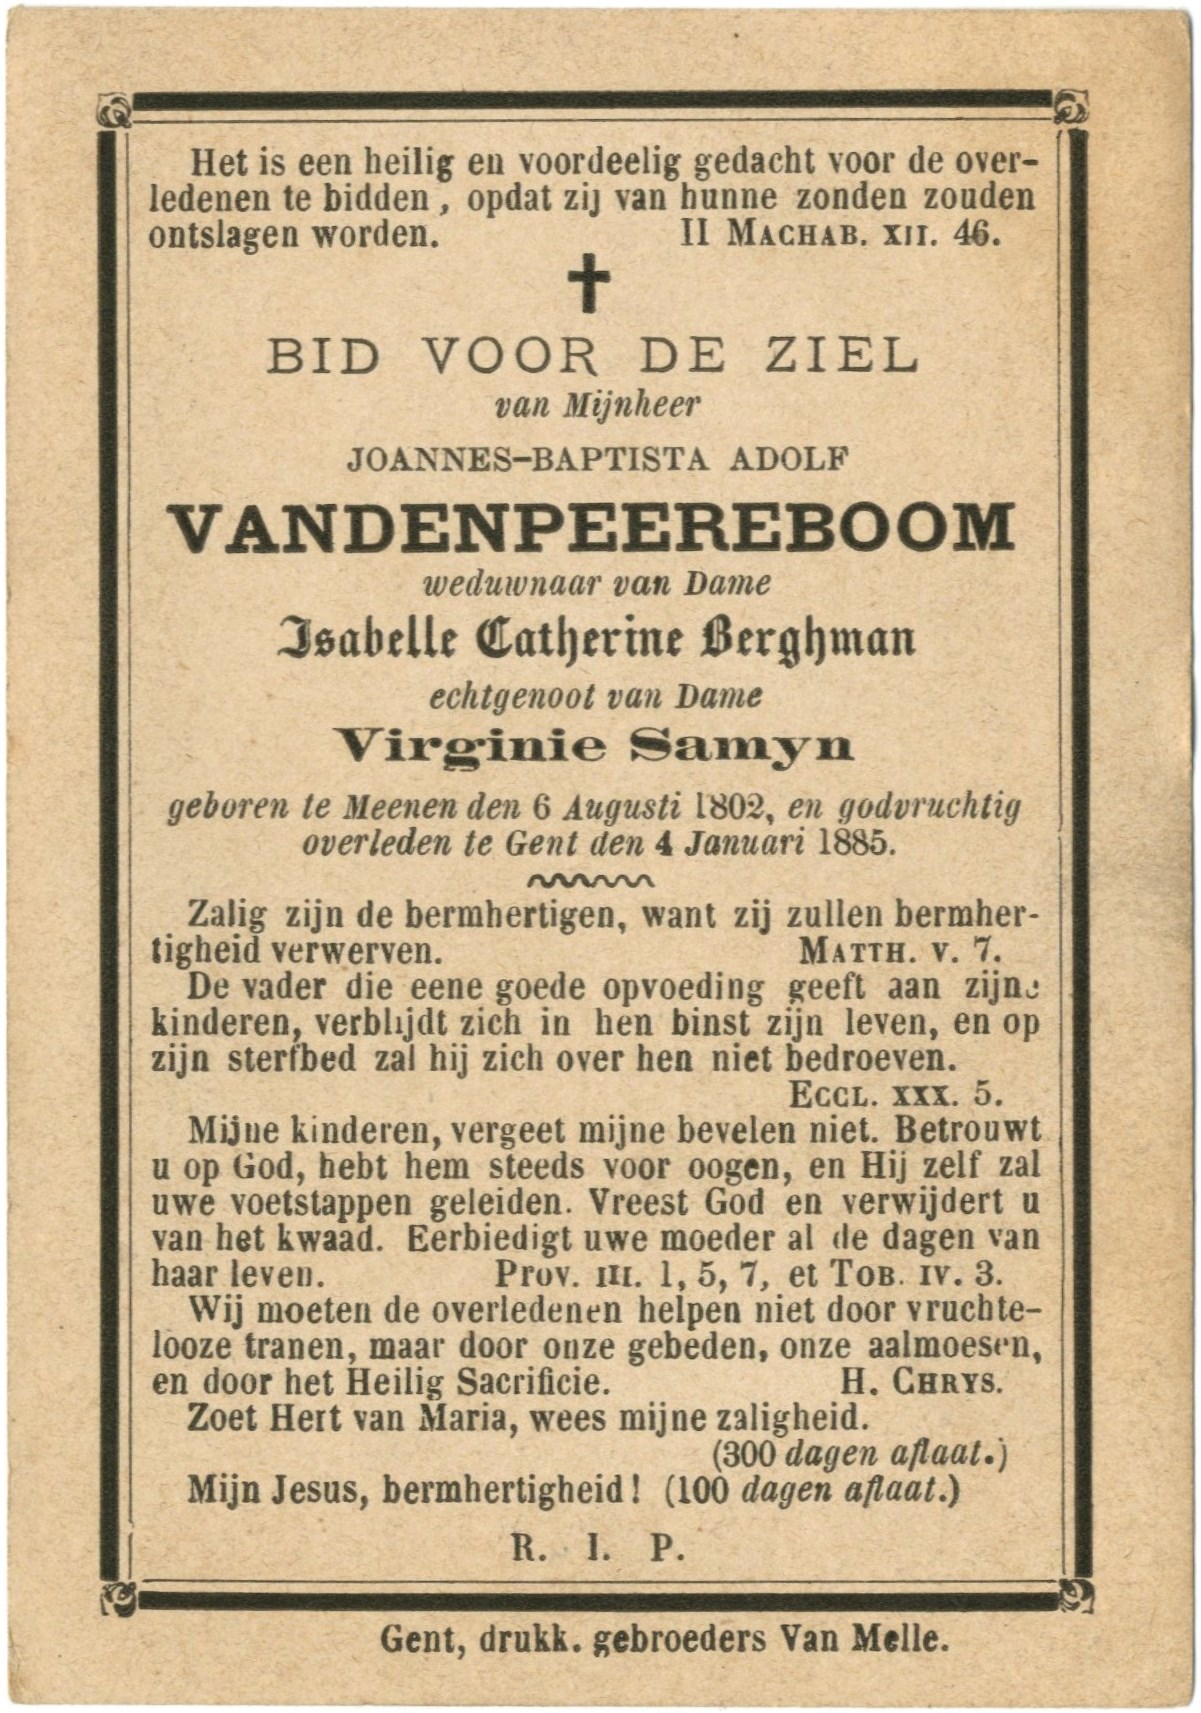 Het is een heilig en voordeelig gedacht voor de over-
ledenen te bidden, opdat zij van hunne zonden zouden
ontslagen worden. II MACHAB. XII. 46.
BID VOOR DE ZIEL
van Mijnheer
JOANNES-BAPTISTA ADOLF
VANDENPEEREBOOM
weduwnaar van Dame
Isabelle Catherine Berghman
echtgenoot van Dame
Virginie Samyn
geboren te Meenen den 6 Augusti 1802, en godvruchtig
overleden te Gent den 4 Januari 1885.
Zalig zijn de bermhertigen, want zij zullen bermher-
tigheid verwerven. MATTH. V. 7.
De vader die eene goede opvoeding geeft aan zijne
kinderen, verblijdt zich in hen binst zijn leven, en op
zijn sterfbed zal hij zich over hen niet bedroeven.
ECCL. XXX. 5.
Mijne kinderen, vergeet mijne bevelen niet. Betrouwt
u op God, hebt hem steeds voor oogen, en Hij zelf zal
uwe voetstappen geleiden. Vreest God en verwijdert u
van het kwaad. Eerbiedigt uwe moeder al de dagen van
haar leven. PROV. III. 1, 5, 7, et TOB. IV. 3.
Wij moeten de overledenen helpen niet door vruchte-
looze tranen, maar door onze gebeden, onze aalmoesen,
en door het Heilig Sacrificie. H. CHRYS.
Zoet Hert van Maria, wees mijne zaligheid.
(300 dagen aflaat.)
Mijn Jesus, bermhertigheid! (100 dagen aflaat.)
R. I. P.
Gent, drukk. gebroeders Van Melle.